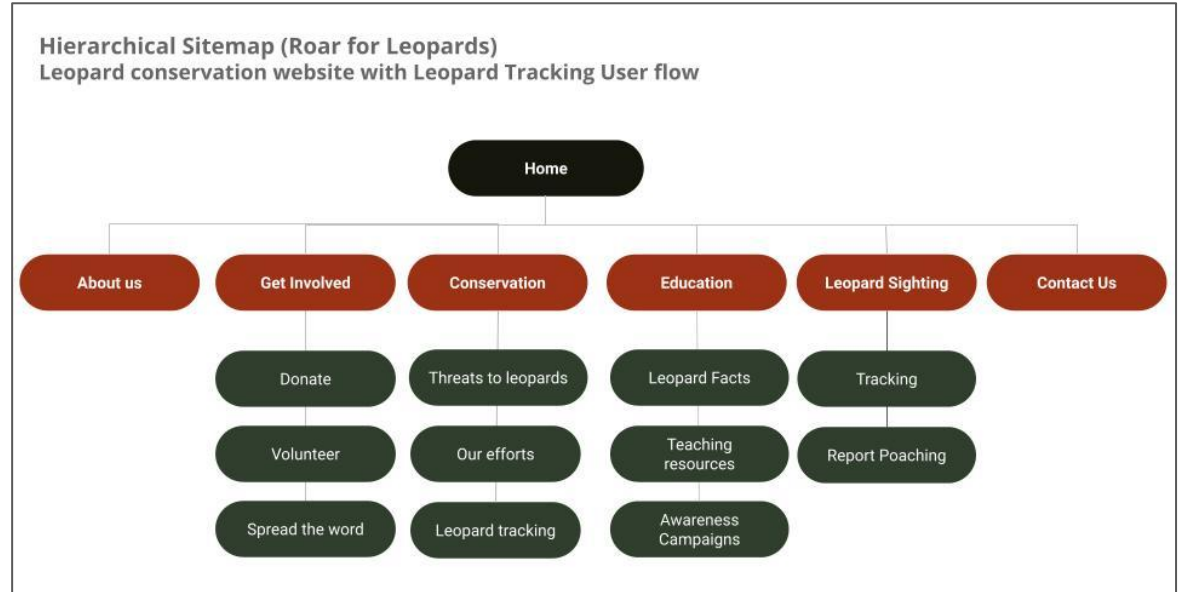 Hierarchical Sitemap (Roar for Leopards)
Leopard conservation website with Leopard Tracking User flow
Home
About us
Get Involved
Conservation
Education
Leopard Sighting
Contact Us
Donate
Threats to leopards
Leopard Facts
Tracking
Volunteer
Our efforts
Teaching
resources
Report Poaching
Spread the word
Leopard tracking
Awareness
Campaigns